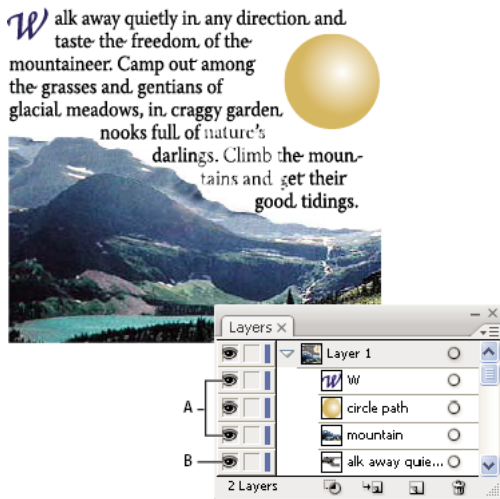 Walk away quietly in any direction and
taste the freedom of the
mountaineer. Camp out among
the grasses and gentians of
glacial meadows, in craggy garden
nooks full of nature's
darlings. Climb the moun-
tains and get their
good tidings.
Layers ×
Layer 1
W
A
circle path
mountain
B
alk away quie...
2 Layers